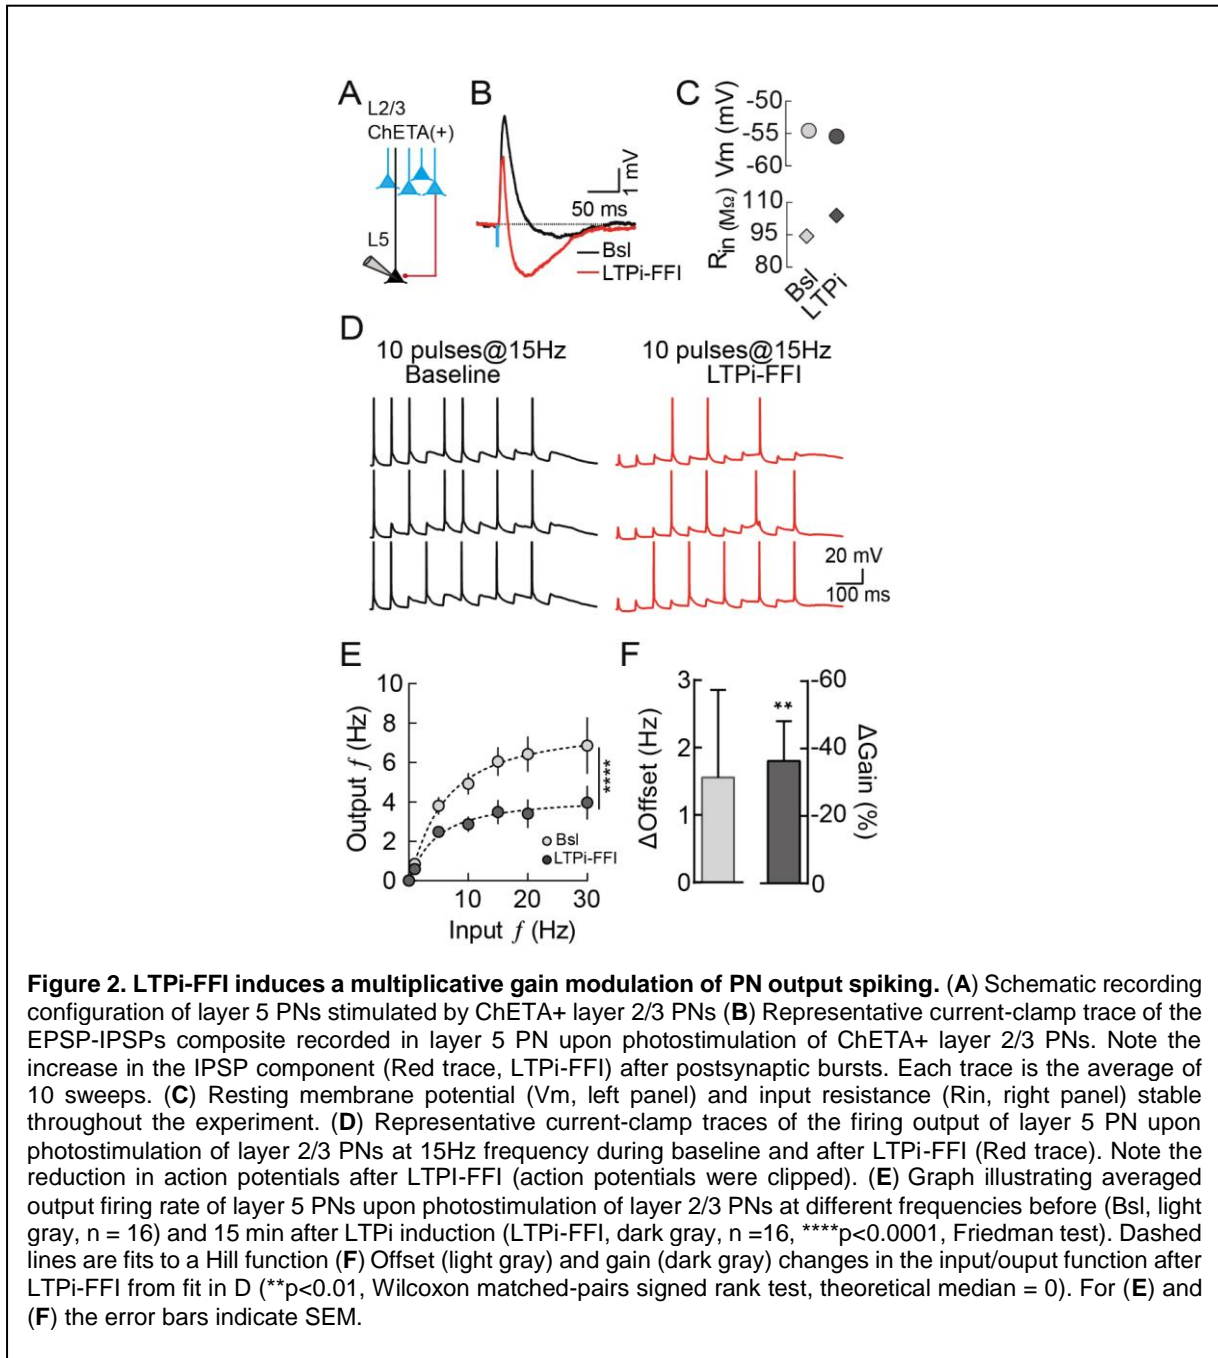 A
L2/3
ChETA(+)
L5
B
1 mV
50 ms
Bsl
LTPi-FFI
C
Vm (mV)
-50
-55
-60
Rin (MΩ)
110
95
80
Bsl
LTPi
D
10 pulses@15Hz
Baseline
10 pulses@15Hz
LTPi-FFI
20 mV
100 ms
E
Output f (Hz)
10
8
6
4
2
0
****
Bsl
LTPi-FFI
10 20 30
Input f (Hz)
F
ΔOffset (Hz)
3
2
1
0
**
-60
-40
-20
0
ΔGain (%)
Figure 2. LTPi-FFI induces a multiplicative gain modulation of PN output spiking. (A) Schematic recording
configuration of layer 5 PNs stimulated by ChETA+ layer 2/3 PNs (B) Representative current-clamp trace of the
EPSP-IPSPs composite recorded in layer 5 PN upon photostimulation of ChETA+ layer 2/3 PNs. Note the
increase in the IPSP component (Red trace, LTPi-FFI) after postsynaptic bursts. Each trace is the average of
10 sweeps. (C) Resting membrane potential (Vm, left panel) and input resistance (Rin, right panel) stable
throughout the experiment. (D) Representative current-clamp traces of the firing output of layer 5 PN upon
photostimulation of layer 2/3 PNs at 15Hz frequency during baseline and after LTPi-FFI (Red trace). Note the
reduction in action potentials after LTPI-FFI (action potentials were clipped). (E) Graph illustrating averaged
output firing rate of layer 5 PNs upon photostimulation of layer 2/3 PNs at different frequencies before (Bsl, light
gray, n = 16) and 15 min after LTPi induction (LTPi-FFI, dark gray, n =16, ****p<0.0001, Friedman test). Dashed
lines are fits to a Hill function (F) Offset (light gray) and gain (dark gray) changes in the input/ouput function after
LTPi-FFI from fit in D (**p<0.01, Wilcoxon matched-pairs signed rank test, theoretical median = 0). For (E) and
(F) the error bars indicate SEM.